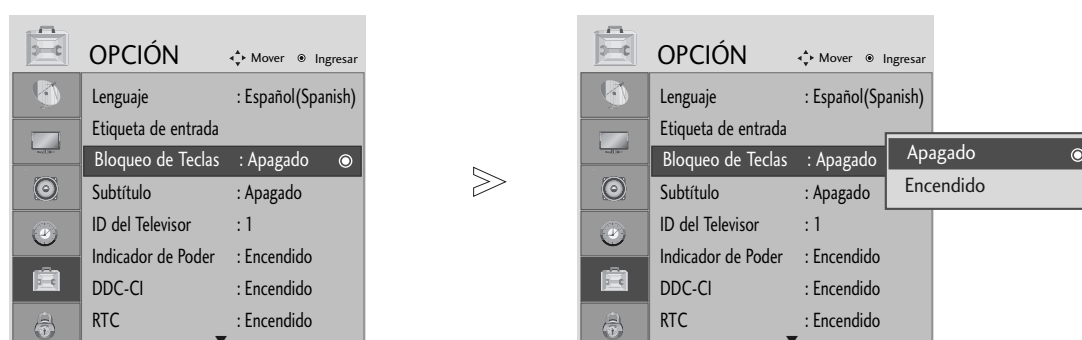 OPCIÓN Mover Ingresar
Lenguaje : Español(Spanish)
Etiqueta de entrada
Bloqueo de Teclas : Apagado
Subtítulo : Apagado
ID del Televisor : 1
Indicador de Poder : Encendido
DDC-CI : Encendido
RTC : Encendido
OPCIÓN Mover Ingresar
Lenguaje : Español(Spanish)
Etiqueta de entrada
Bloqueo de Teclas : Apagado
Subtítulo : Apagado
ID del Televisor : 1
Indicador de Poder : Encendido
DDC-CI : Encendido
RTC : Encendido
Apagado
Encendido